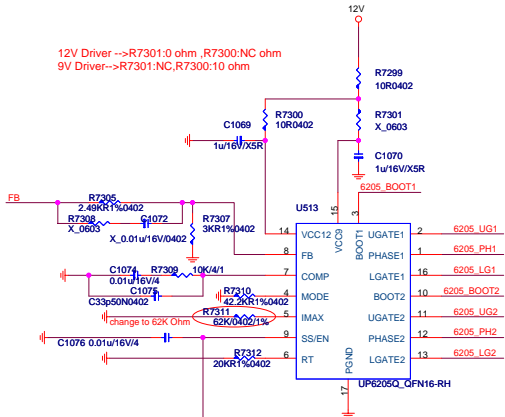 12V
12V Driver -->R7301:0 ohm ,R7300:NC ohm
9V Driver-->R7301:NC,R7300:10 ohm
R7299
10R0402
R7300
10R0402
R7301
X_0603
C1069
1u/16V/X5R
C1070
1u/16V/X5R
6205_BOOT1
FB
R7305
2.49KR1%0402
R7308
X_0603
C1072
X_0.01u/16V/0402
R7307
3KR1%0402
U513
15
3
VCC9
BOOT1
14
VCC12
UGATE1
2
6205_UG1
8
FB
PHASE1
1
6205_PH1
C1074
0.01u/16V/4
R7309
10K/4/1
7
COMP
LGATE1
16
6205_LG1
C1075
C33p50N0402
R7310
42.2KR1%0402
4
MODE
BOOT2
10
6205_BOOT2
change to 62K Ohm
R7311
62K/0402/1%
5
IMAX
UGATE2
11
6205_UG2
C1076 0.01u/16V/4
9
SS/EN
PHASE2
12
6205_PH2
R7312
20KR1%0402
6
RT
LGATE2
13
6205_LG2
PGND
17
UP6205Q_QFN16-RH